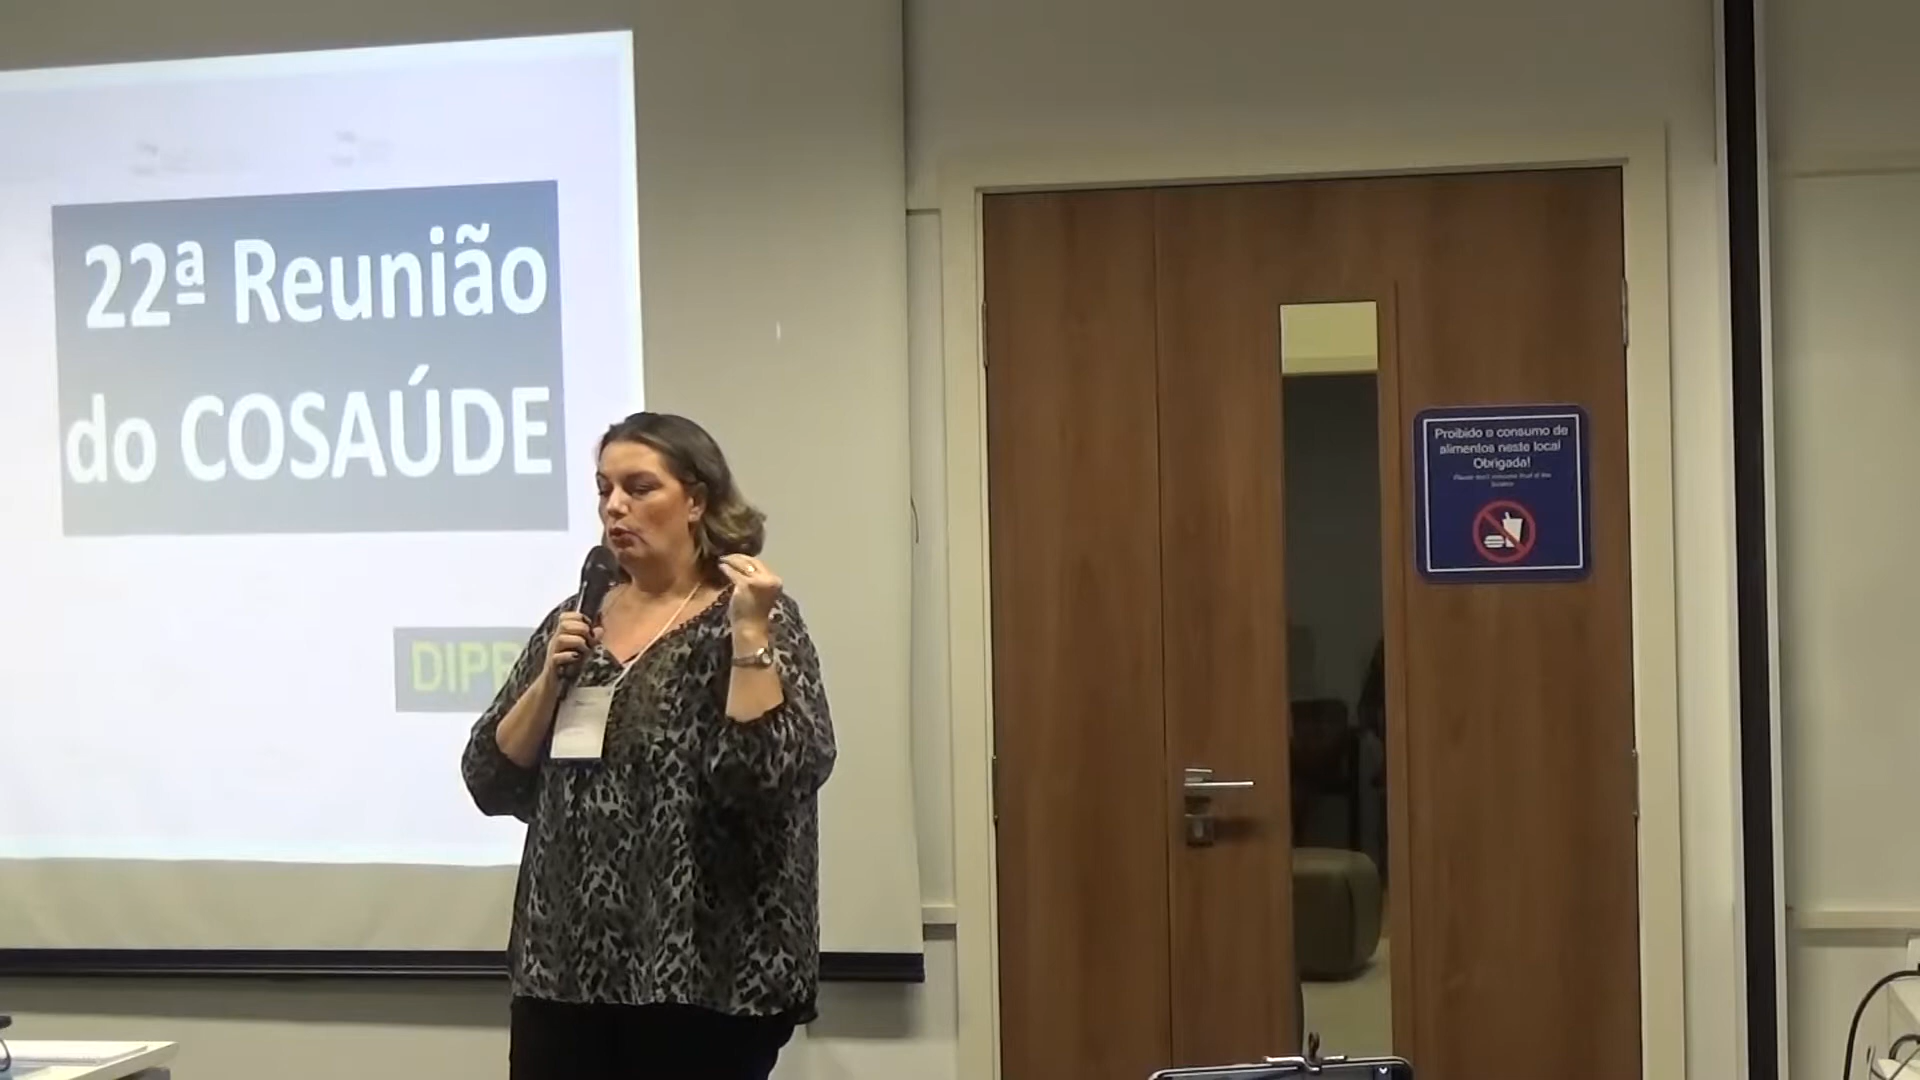 22ª Reunião
do COSAÚDE
DIPR
Proibido o consumo de
alimentos neste local
Obrigada!